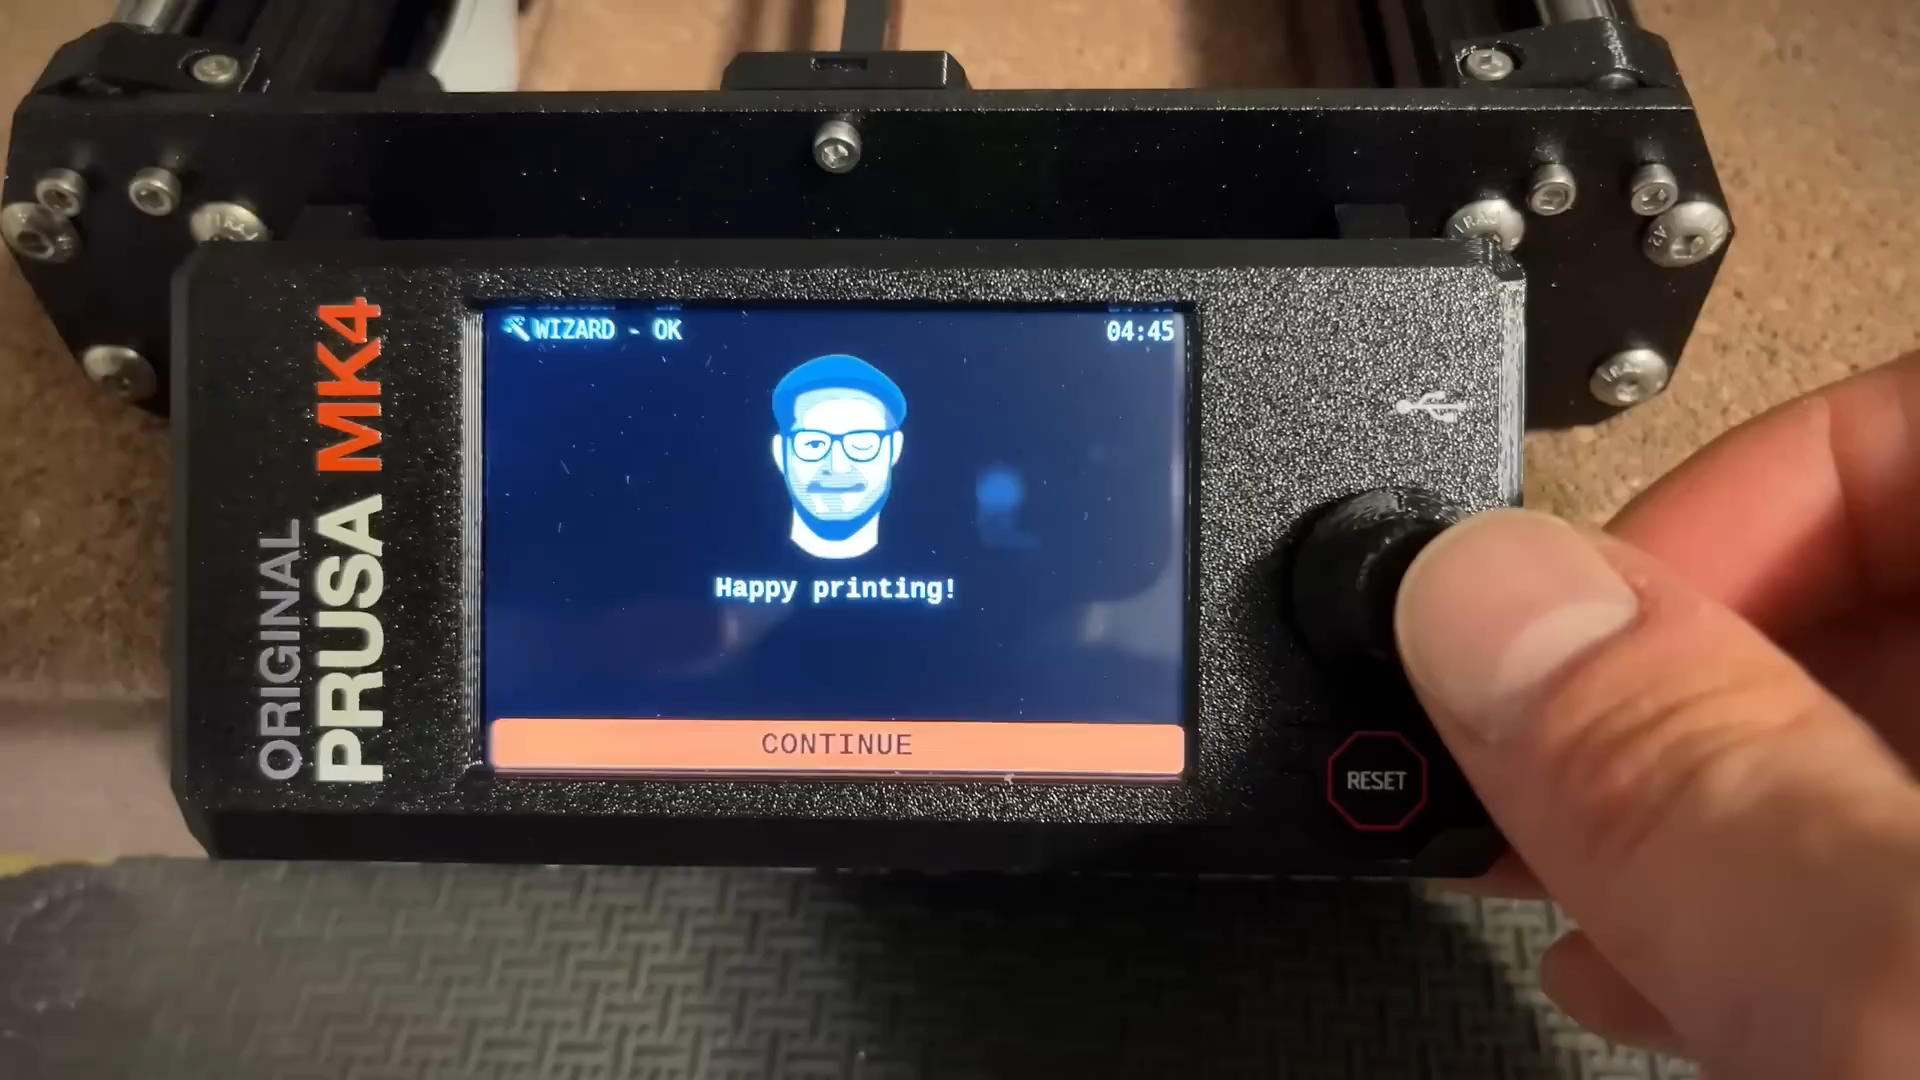 WIZARD - OK
04:45
ORIGINAL
PRUSA MK4
Happy printing!
CONTINUE
RESET